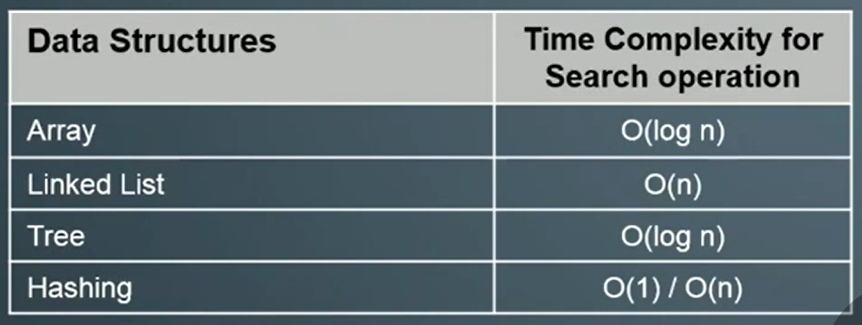 Data Structures
Time Complexity for
Search operation
Array
O(log n)
Linked List
O(n)
Tree
O(log n)
Hashing
O(1) / O(n)